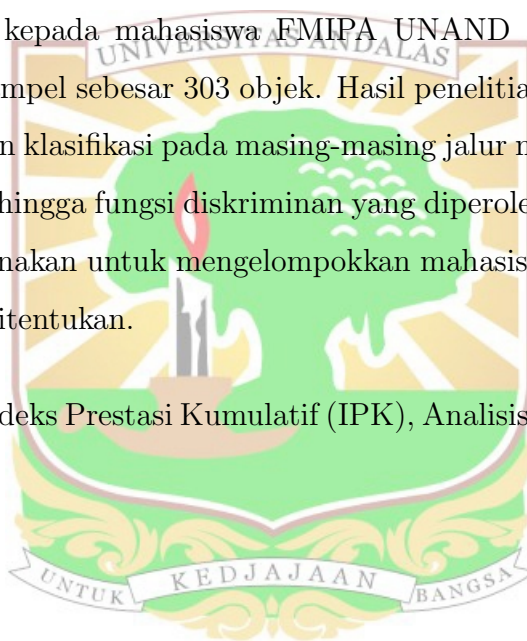 kepada mahasiswa FMIPA UNAND
UNIVERSITAS ANDALAS
mpel sebesar 303 objek. Hasil penelitia
n klasifikasi pada masing-masing jalur
hingga fungsi diskriminan yang diperole
nakan untuk mengelompokkan mahasis
itentukan.
deks Prestasi Kumulatif (IPK), Analisis
UNTUK KEDJAJAAN BANGSA